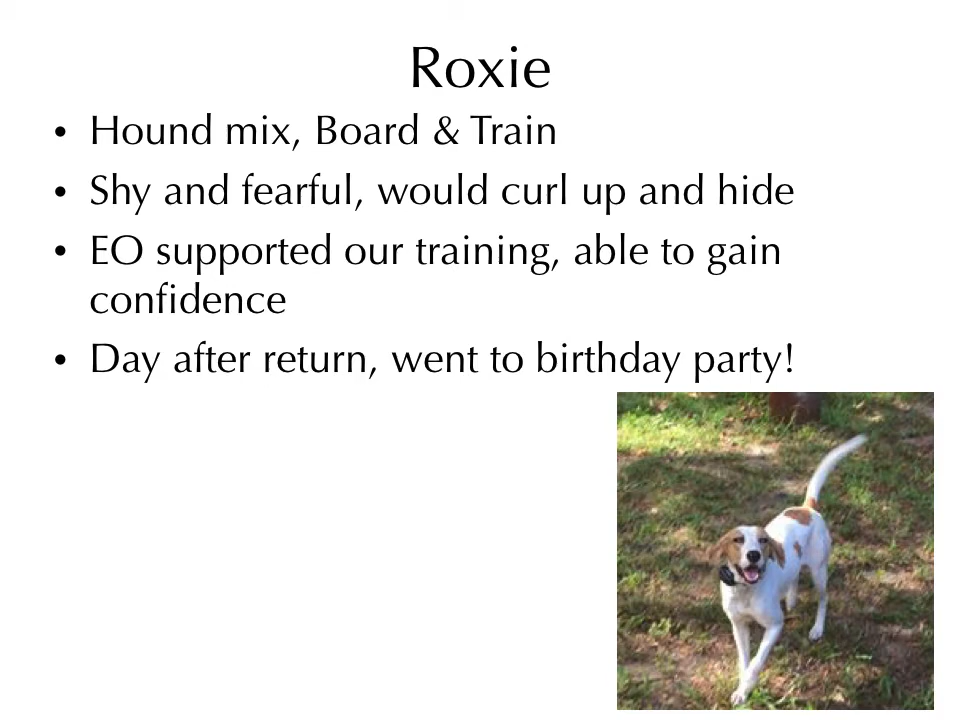 Roxie
• Hound mix, Board & Train
• Shy and fearful, would curl up and hide
• EO supported our training, able to gain
confidence
• Day after return, went to birthday party!